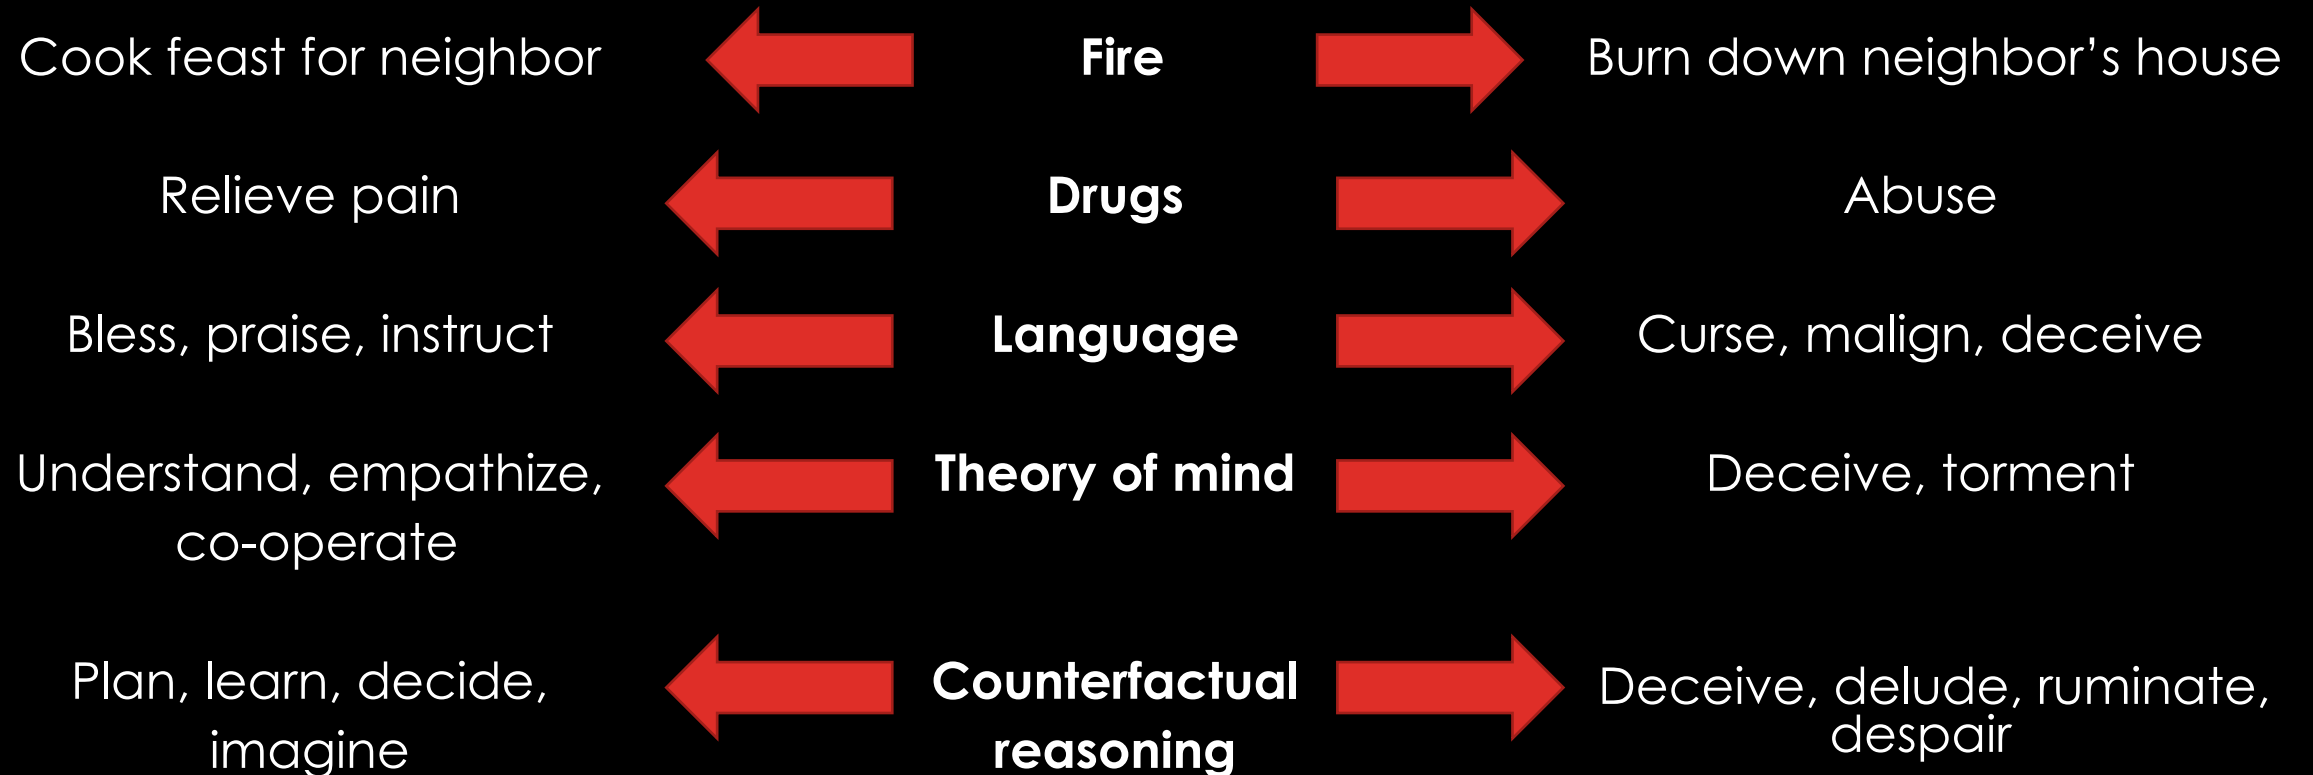 Cook feast for neighbor
Fire
Burn down neighbor’s house
Relieve pain
Drugs
Abuse
Bless, praise, instruct
Language
Curse, malign, deceive
Understand, empathize,
co-operate
Theory of mind
Deceive, torment
Plan, learn, decide,
imagine
Counterfactual
reasoning
Deceive, delude, ruminate,
despair